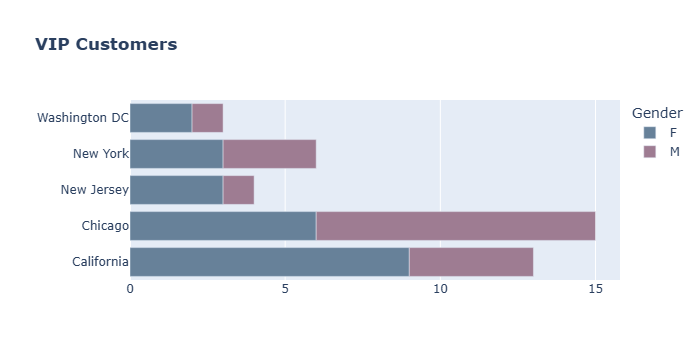 VIP Customers
Washington DC
New York
New Jersey
Chicago
California
0 5 10 15
Gender
F
M